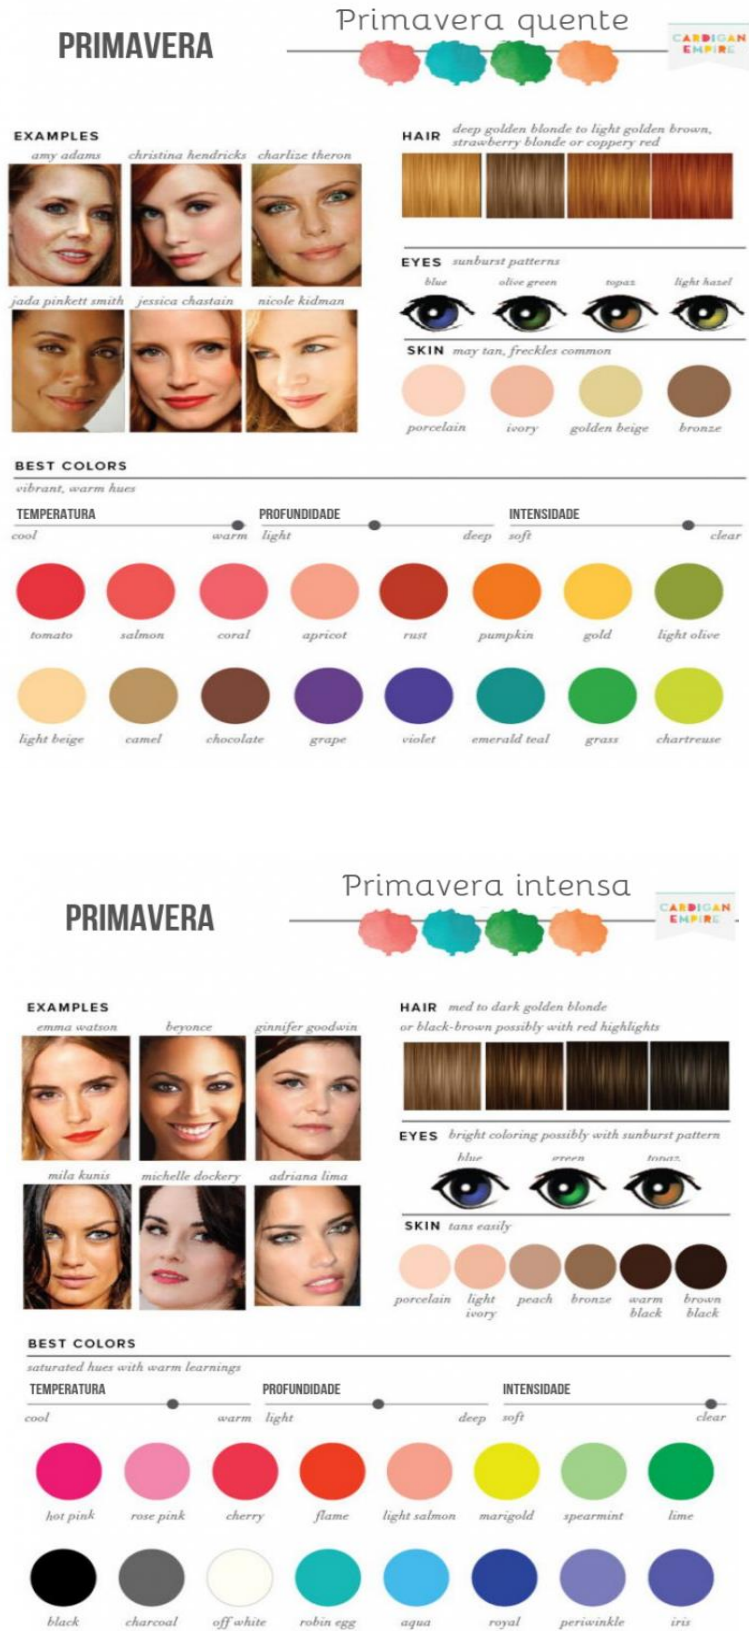 PRIMAVERA
Primavera quente
CARDIGAN
EMPIRE
EXAMPLES
amy adams christina hendricks charlize theron
jada pinkett smith jessica chastain nicole kidman
HAIR deep golden blonde to light golden brown,
strawberry blonde or coppery red
EYES sunburst patterns
blue olive green topaz light hazel
SKIN may tan, freckles common
porcelain ivory golden beige bronze
BEST COLORS
vibrant, warm hues
TEMPERATURA PROFUNDIDADE INTENSIDADE
cool warm light deep soft clear
tomato salmon coral apricot rust pumpkin gold light olive
light beige camel chocolate grape violet emerald teal grass chartreuse
PRIMAVERA
Primavera intensa
CARDIGAN
EMPIRE
EXAMPLES
emma watson beyonce ginnifer goodwin
mila kunis michelle dockery adriana lima
HAIR med to dark golden blonde
or black-brown possibly with red highlights
EYES bright coloring possibly with sunburst pattern
blue green topaz
SKIN tans easily
porcelain light peach bronze warm brown
ivory black black
BEST COLORS
saturated hues with warm learnings
TEMPERATURA PROFUNDIDADE INTENSIDADE
cool warm light deep soft clear
hot pink rose pink cherry flame light salmon marigold spearmint lime
black charcoal off white robin egg aqua royal periwinkle iris